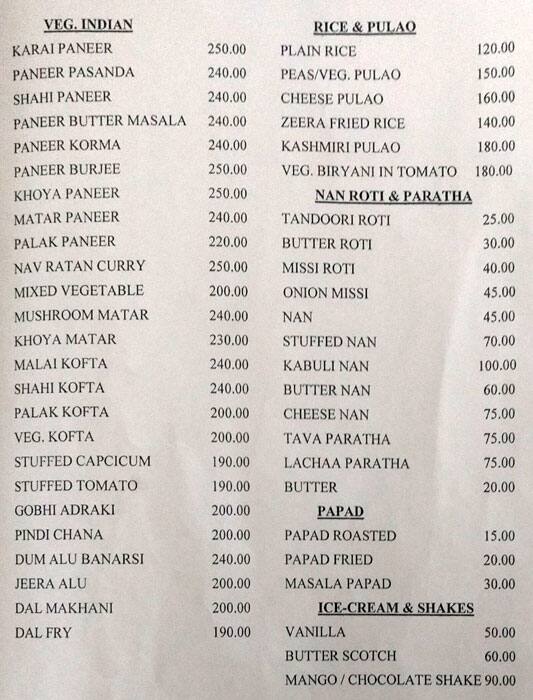 VEG. INDIAN
KARAI PANEER 250.00
PANEER PASANDA 240.00
SHAHI PANEER 240.00
PANEER BUTTER MASALA 240.00
PANEER KORMA 240.00
PANEER BURJEE 250.00
KHOYA PANEER 250.00
MATAR PANEER 240.00
PALAK PANEER 220.00
NAV RATAN CURRY 250.00
MIXED VEGETABLE 200.00
MUSHROOM MATAR 240.00
KHOYA MATAR 230.00
MALAI KOFTA 240.00
SHAHI KOFTA 240.00
PALAK KOFTA 200.00
VEG. KOFTA 200.00
STUFFED CAPCICUM 190.00
STUFFED TOMATO 190.00
GOBHI ADRAKI 200.00
PINDI CHANA 200.00
DUM ALU BANARSI 240.00
JEERA ALU 200.00
DAL MAKHANI 200.00
DAL FRY 190.00
RICE & PULAO
PLAIN RICE 120.00
PEAS/VEG. PULAO 150.00
CHEESE PULAO 160.00
ZEERA FRIED RICE 140.00
KASHMIRI PULAO 180.00
VEG. BIRYANI IN TOMATO 180.00
NAN ROTI & PARATHA
TANDOORI ROTI 25.00
BUTTER ROTI 30.00
MISSI ROTI 40.00
ONION MISSI 45.00
NAN 45.00
STUFFED NAN 70.00
KABULI NAN 100.00
BUTTER NAN 60.00
CHEESE NAN 75.00
TAVA PARATHA 75.00
LACHAA PARATHA 75.00
BUTTER 20.00
PAPAD
PAPAD ROASTED 15.00
PAPAD FRIED 20.00
MASALA PAPAD 30.00
ICE-CREAM & SHAKES
VANILLA 50.00
BUTTER SCOTCH 60.00
MANGO / CHOCOLATE SHAKE 90.00